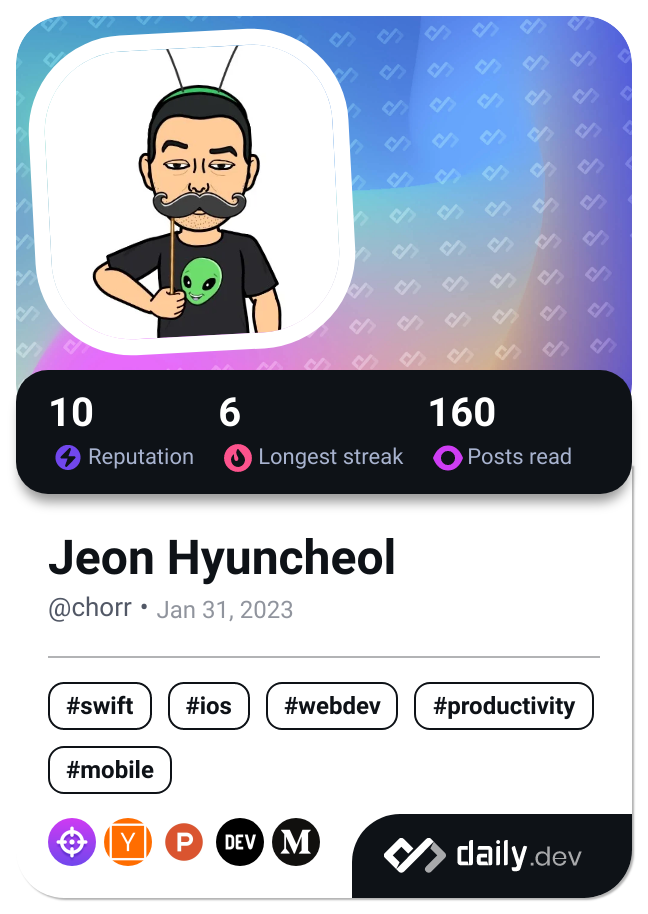 10 6 160
Reputation Longest streak Posts read
Jeon Hyuncheol
@chorr • Jan 31, 2023
#swift #ios #webdev #productivity
#mobile
Y P DEV M daily.dev